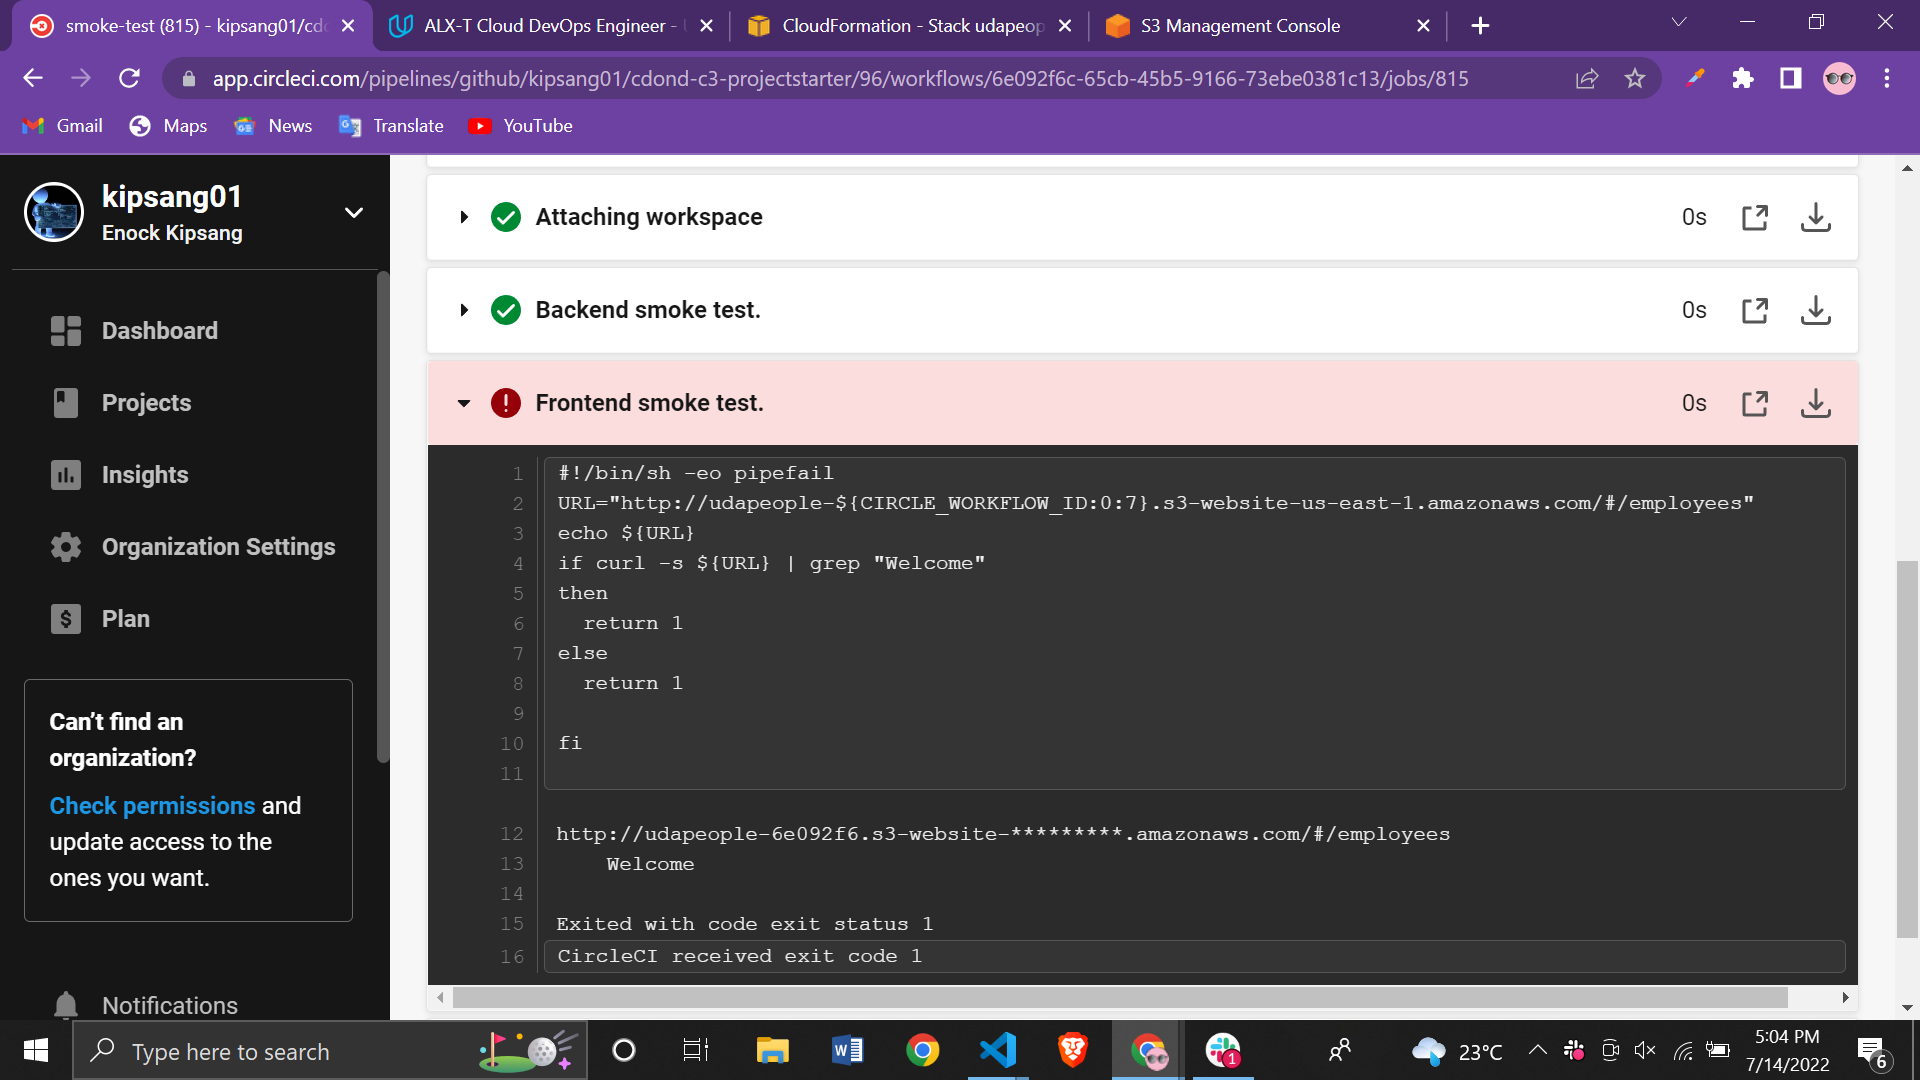 smoke-test (815) - kipsang01/cdo
ALX-T Cloud DevOps Engineer -
CloudFormation - Stack udapeop
S3 Management Console
app.circleci.com/pipelines/github/kipsang01/cdond-c3-projectstarter/96/workflows/6e092f6c-65cb-45b5-9166-73ebe0381c13/jobs/815
Gmail
Maps
News
Translate
YouTube
kipsang01
Enock Kipsang
Dashboard
Projects
Insights
Organization Settings
Plan
Can’t find an
organization?
Check permissions and
update access to the
ones you want.
Notifications
Attaching workspace
0s
Backend smoke test.
0s
Frontend smoke test.
0s
1 #!/bin/sh -eo pipefail
2 URL="http://udapeople-${CIRCLE_WORKFLOW_ID:0:7}.s3-website-us-east-1.amazonaws.com/#/employees"
3 echo ${URL}
4 if curl -s ${URL} | grep "Welcome"
5 then
6 return 1
7 else
8 return 1
9
10 fi
11
12 http://udapeople-6e092f6.s3-website-*********.amazonaws.com/#/employees
13 Welcome
14
15 Exited with code exit status 1
16 CircleCI received exit code 1
Type here to search
1
23°C
5:04 PM
7/14/2022
6